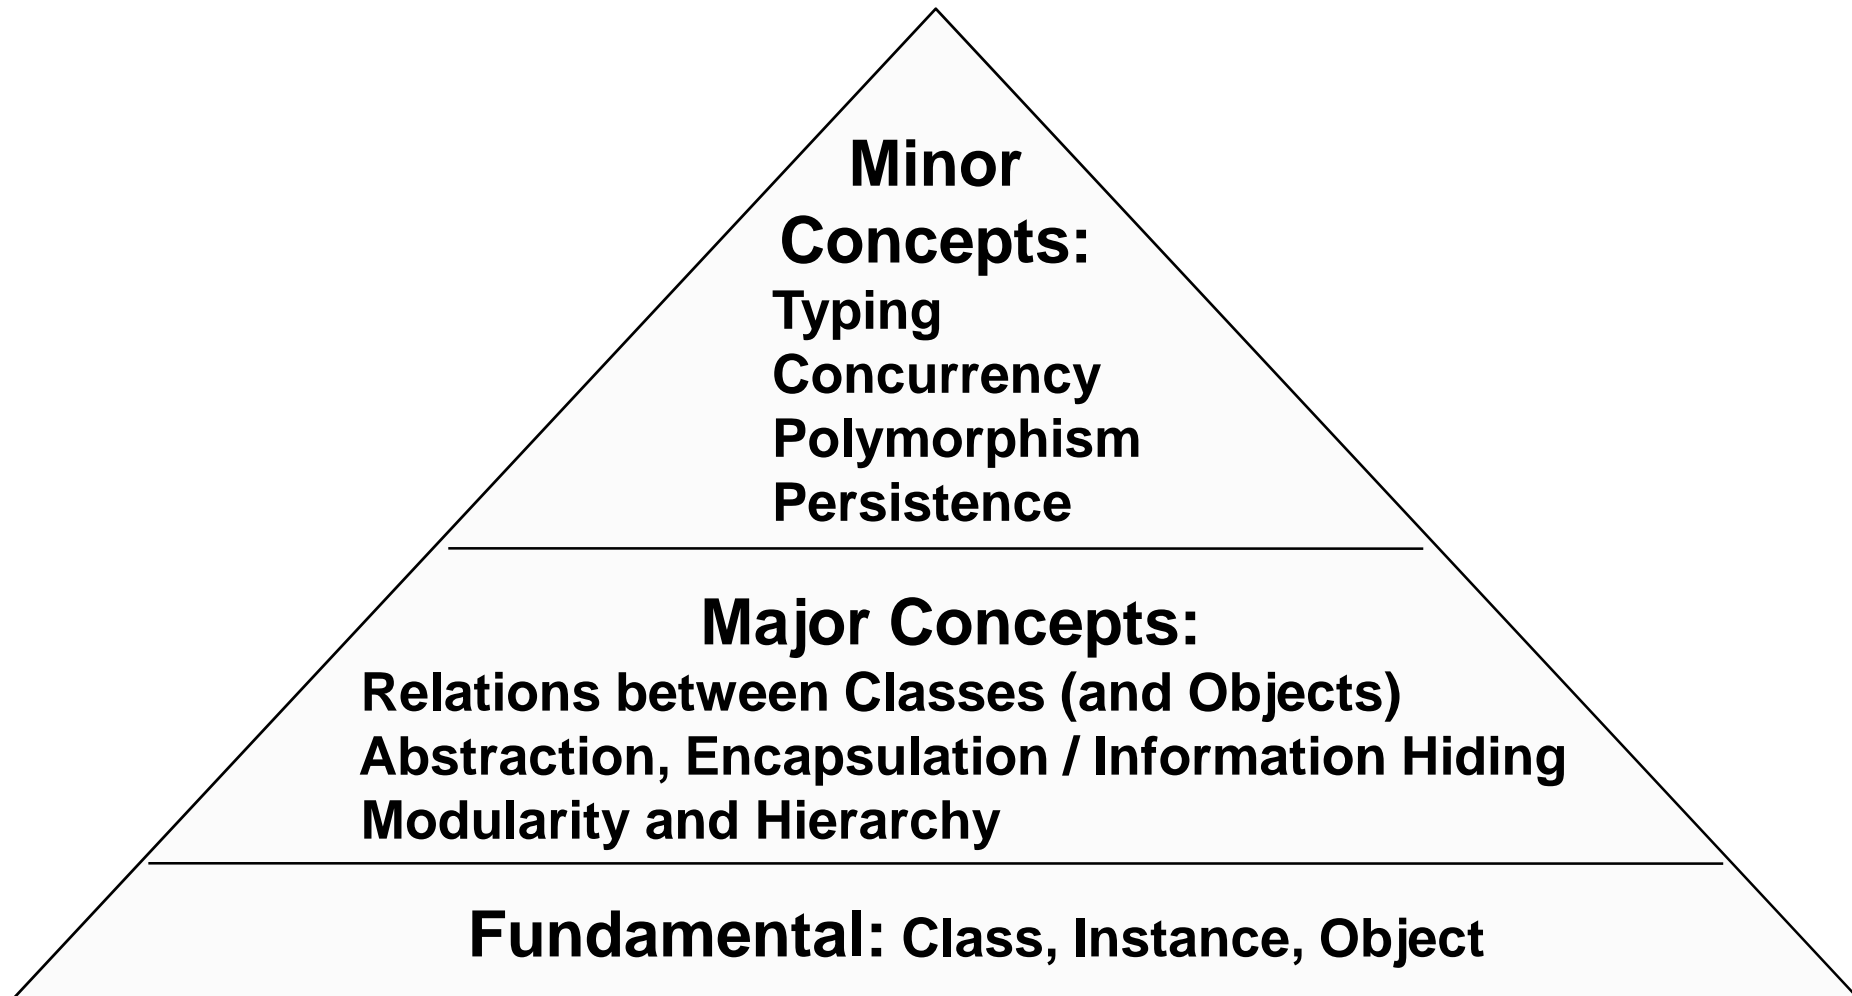 Minor
Concepts:
Typing
Concurrency
Polymorphism
Persistence
Major Concepts:
Relations between Classes (and Objects)
Abstraction, Encapsulation / Information Hiding
Modularity and Hierarchy
Fundamental: Class, Instance, Object